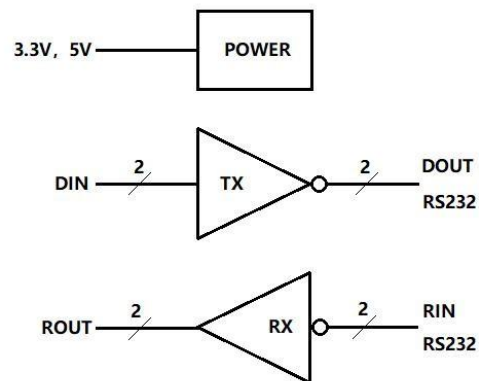 3.3V, 5V
POWER
2
2
DOUT
DIN
TX
RS232
2
2
RIN
ROUT
RX
RS232